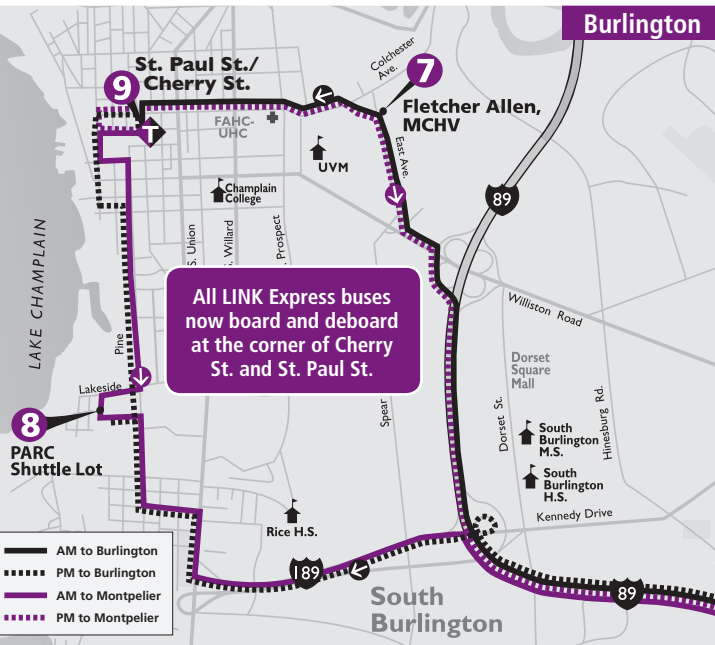 Burlington
St. Paul St./
Cherry St.
9
7
Colchester
Ave.
Fletcher Allen,
MCHV
FAHC-
UHC
UVM
East Ave.
T
Champlain
College
89
S. Union
S. Willard
. Prospect
LAKE CHAMPLAIN
All LINK Express buses
now board and deboard
at the corner of Cherry
St. and St. Paul St.
Williston Road
Pine
Lakeside
Spear
Dorset
Square
Mall
Dorset St.
Hinesburg Rd.
8
PARC
Shuttle Lot
South
Burlington
M.S.
South
Burlington
H.S.
Kennedy Drive
Rice H.S.
AM to Burlington
PM to Burlington
AM to Montpelier
PM to Montpelier
189
89
South
Burlington